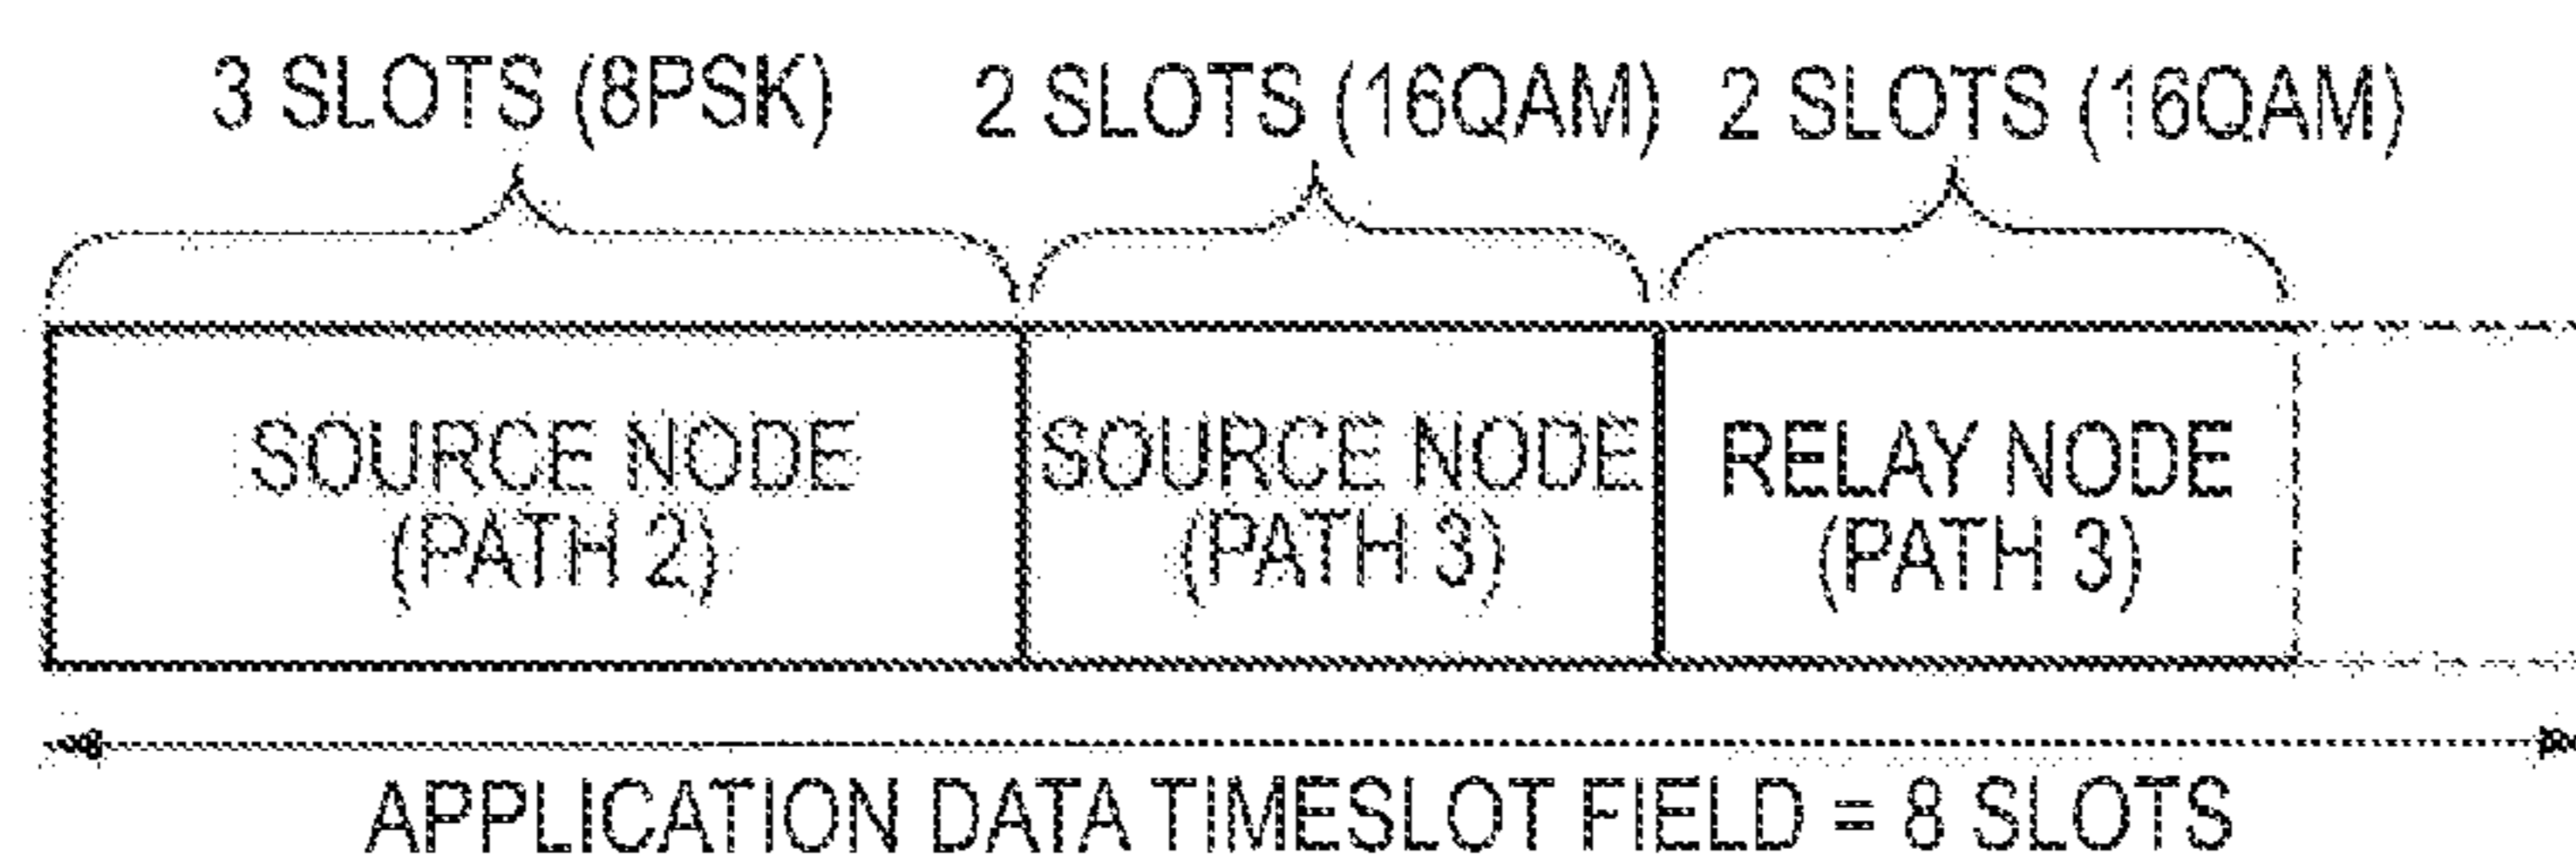 3 SLOTS (8PSK) 2 SLOTS (16QAM) 2 SLOTS (16QAM)
SOURCE NODE SOURCE NODE RELAY NODE
(PATH 2) (PATH 3) (PATH 3)
APPLICATION DATA TIMESLOT FIELD = 8 SLOTS